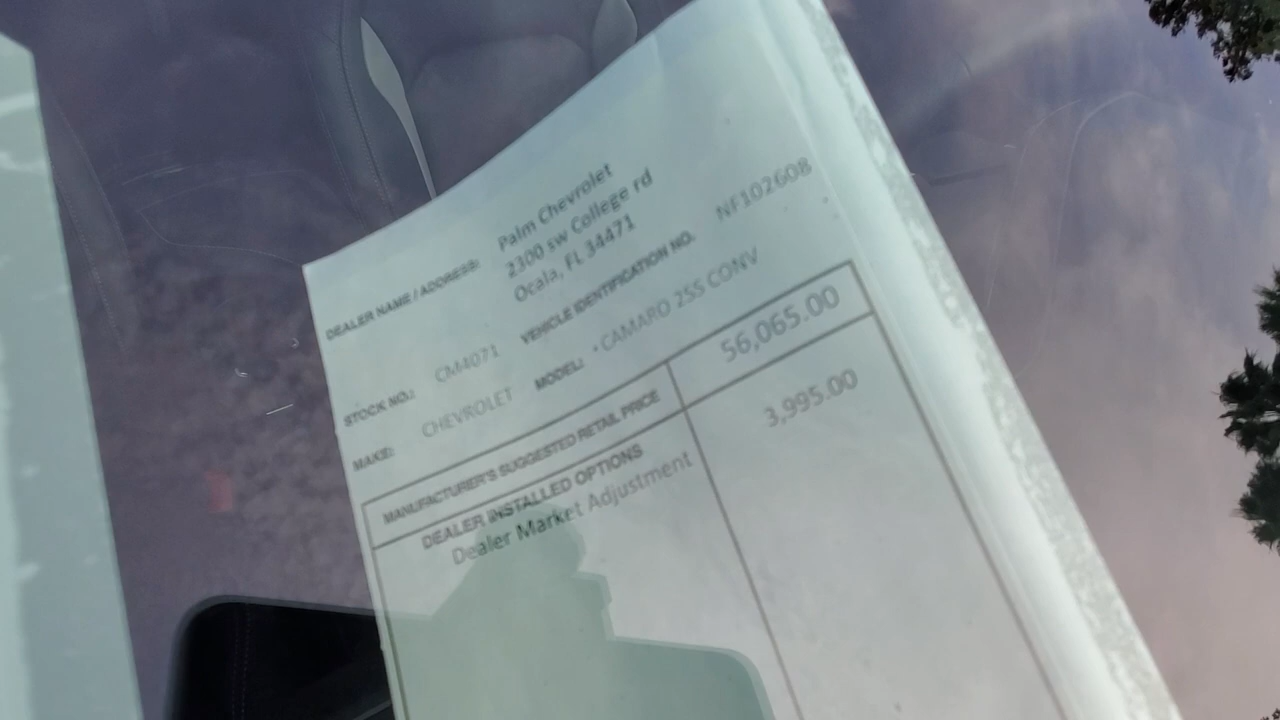 DEALER NAME / ADDRESS: Palm Chevrolet
2300 sw College rd
Ocala, FL 34471
STOCK NO.: CM4071 VEHICLE IDENTIFICATION NO. NF102608
MAKE: CHEVROLET MODEL: * CAMARO 2SS CONV
MANUFACTURER'S SUGGESTED RETAIL PRICE 56,065.00
DEALER INSTALLED OPTIONS
Dealer Market Adjustment 3,995.00